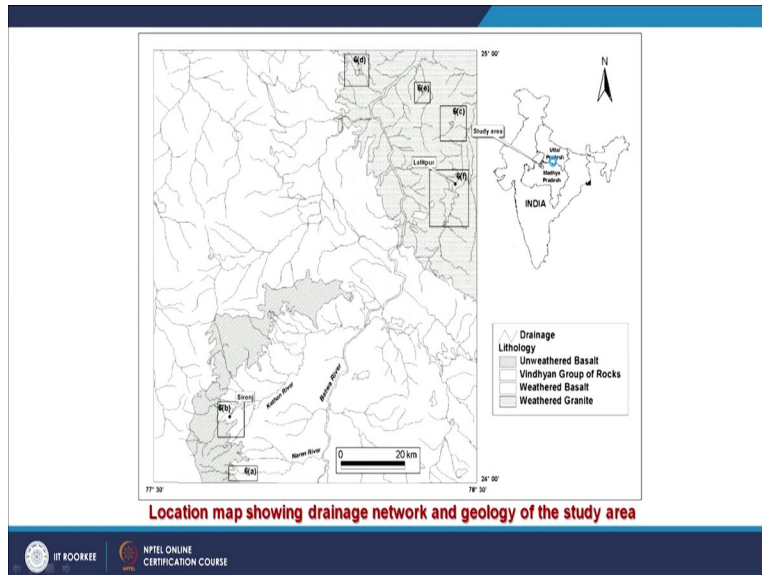 25° 00'
6(d)
6(e)
6(c)
N
Study area
Uttar
Pradesh
Madhya
Pradesh
INDIA
Lalitpur
6(f)
Drainage
Lithology
Unweathered Basalt
Vindhyan Group of Rocks
Weathered Basalt
Weathered Granite
Sironj
6(b)
Kethan River
Betwa River
Naren River
6(a)
0 20 km
24° 00'
77° 30'
78° 30'
Location map showing drainage network and geology of the study area
IIT ROORKEE
NPTEL
NPTEL ONLINE
CERTIFICATION COURSE